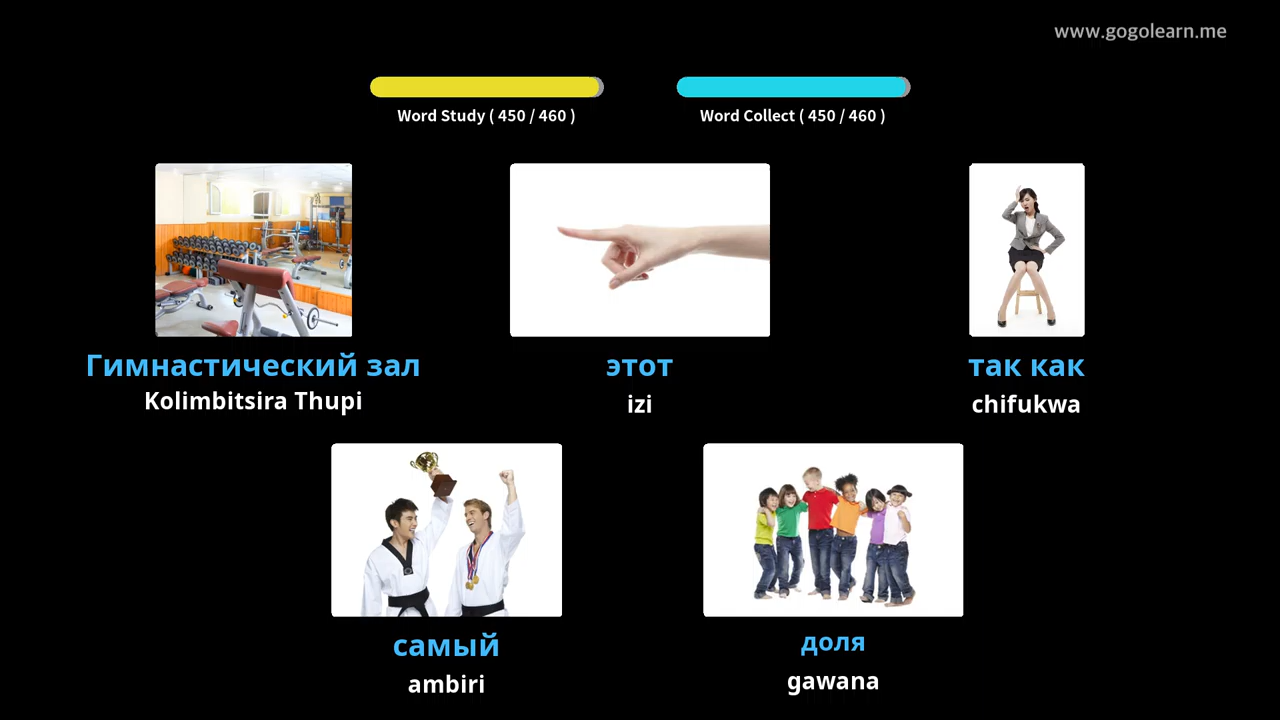 www.gogolearn.me
Word Study ( 450 / 460 )
Word Collect ( 450 / 460 )
Гимнастический зал
Kolimbitsira Thupi
этот
izi
так как
chifukwa
самый
ambiri
доля
gawana